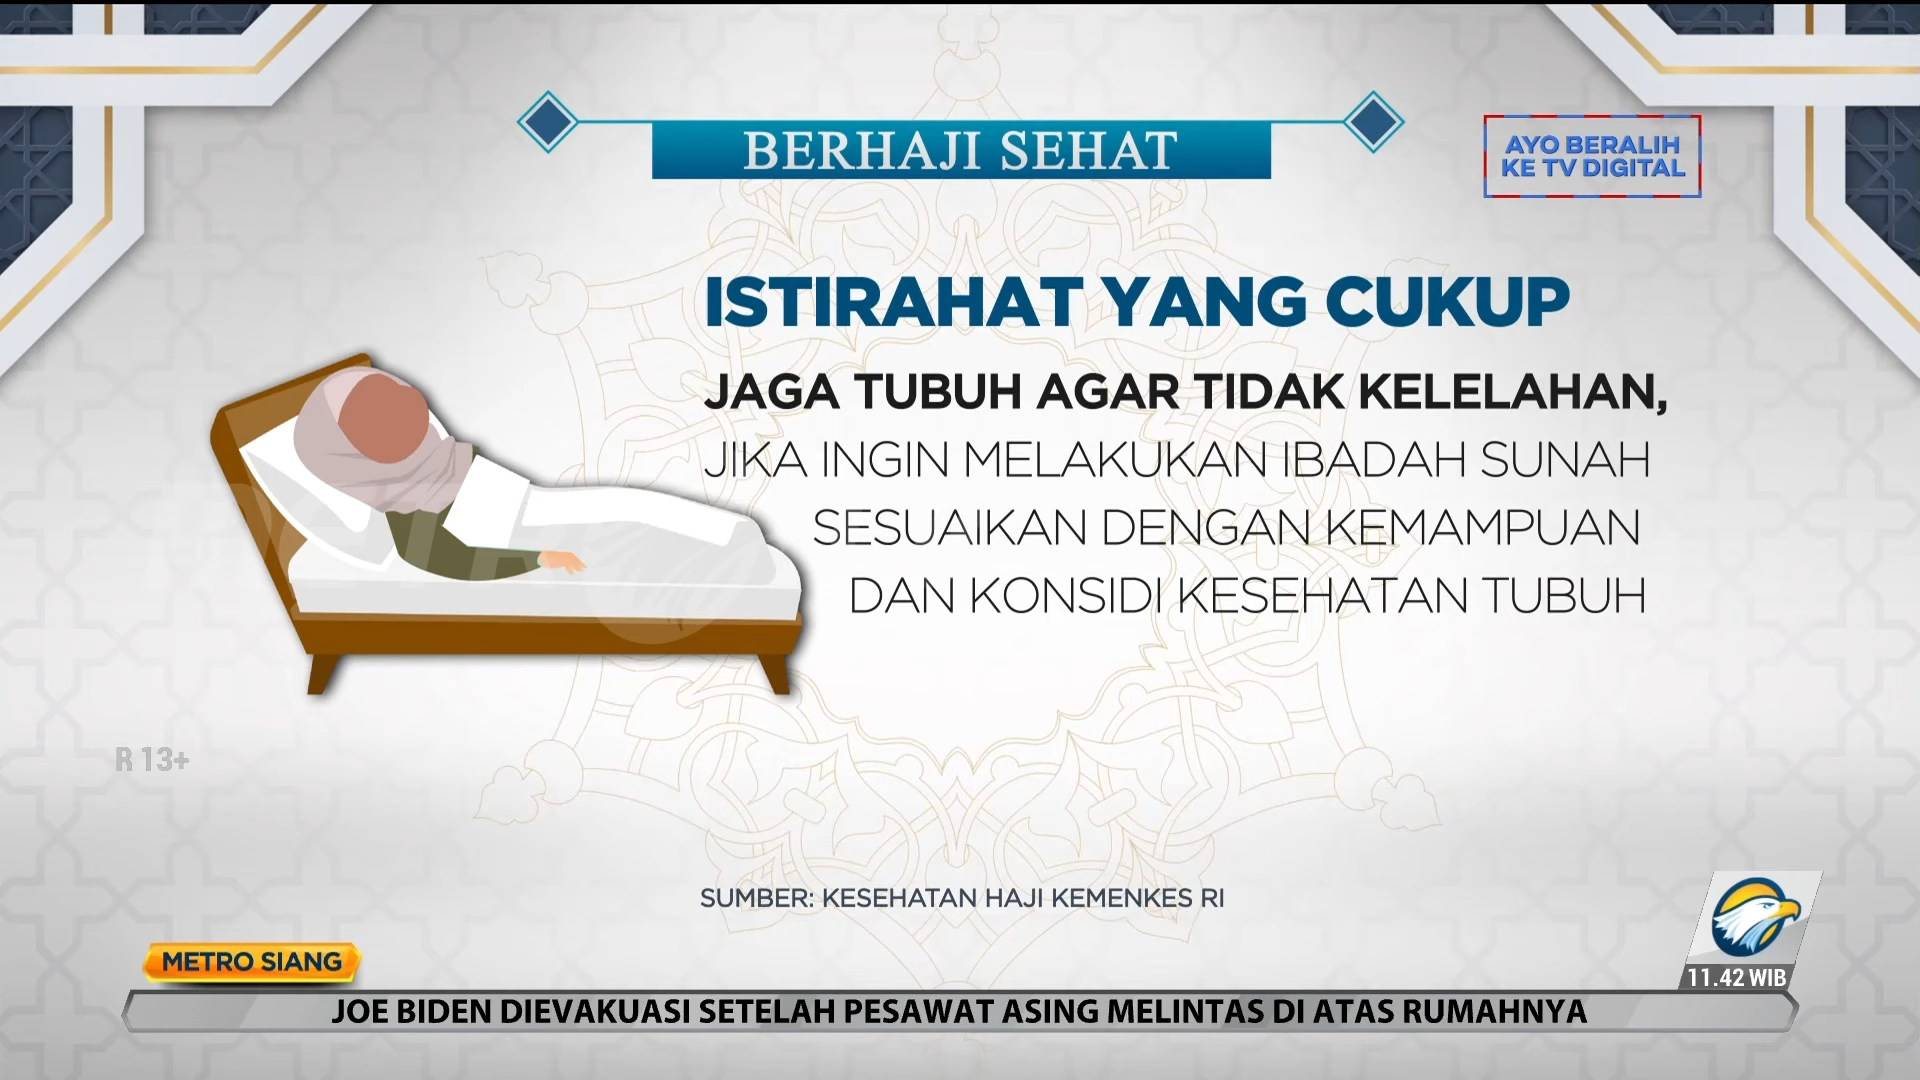 BERHAJI SEHAT
AYO BERALIH
KE TV DIGITAL
ISTIRAHAT YANG CUKUP
JAGA TUBUH AGAR TIDAK KELELAHAN,
JIKA INGIN MELAKUKAN IBADAH SUNAH
SESUAIKAN DENGAN KEMAMPUAN
DAN KONSIDI KESEHATAN TUBUH
R 13+
SUMBER: KESEHATAN HAJI KEMENKES RI
METRO SIANG
11.42 WIB
JOE BIDEN DIEVAKUASI SETELAH PESAWAT ASING MELINTAS DI ATAS RUMAHNYA